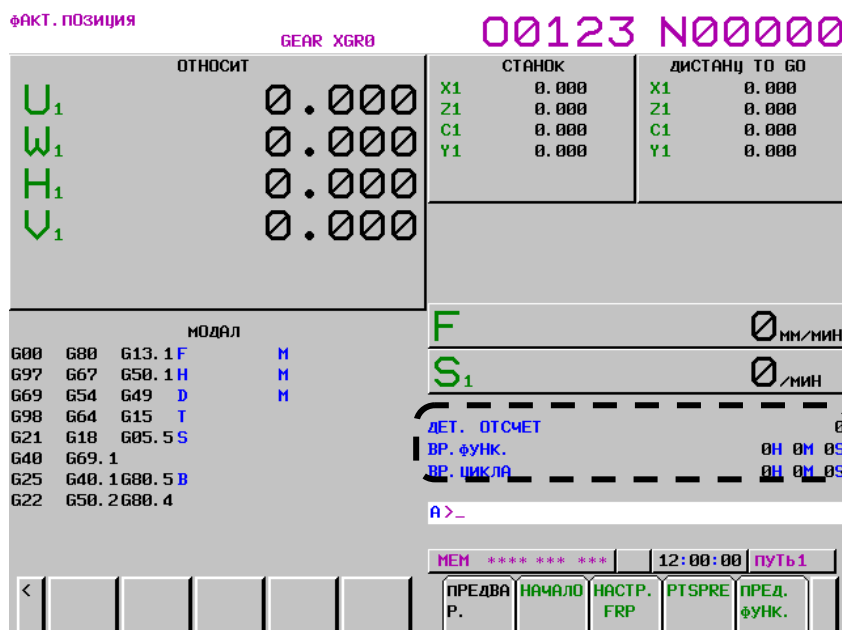 ФАКТ.ПОЗИЦИЯ
GEAR XGR0 O0123 N00000
ОТНОСИТ
U1 0.000
W1 0.000
H1 0.000
V1 0.000
СТАНОК
X1 0.000
Z1 0.000
C1 0.000
Y1 0.000
ДИСТАНЦ TO GO
X1 0.000
Z1 0.000
C1 0.000
Y1 0.000
МОДАЛ
G00 G80 G13.1 F M
G97 G67 G50.1 H M
G69 G54 G49 D M
G98 G64 G15 T
G21 G18 G05.5 S
G40 G69.1
G25 G40.1 G80.5 B
G22 G50.2 G80.4
F 0 ММ/МИН
S1 0 /МИН
ДЕТ. ОТСЧЕТ 0
ВР.ФУНК. 0H 0M 0S
ВР.ЦИКЛА 0H 0M 0S
A>_
MEM **** *** *** 12:00:00 ПУТЬ1
< ПРЕДВА НАЧАЛО НАСТР. PTSPRE ПРЕД.
Р. FRP ФУНК.